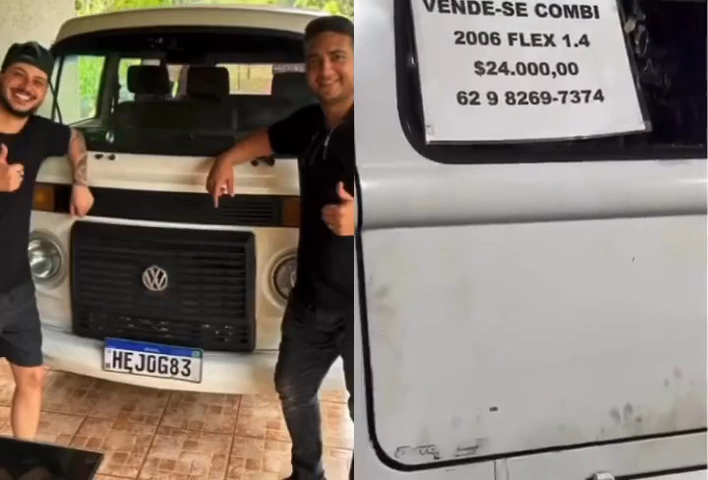 HEJ0G83
VENDE-SE COMBI
2006 FLEX 1.4
$24.000,00
62 9 8269-7374